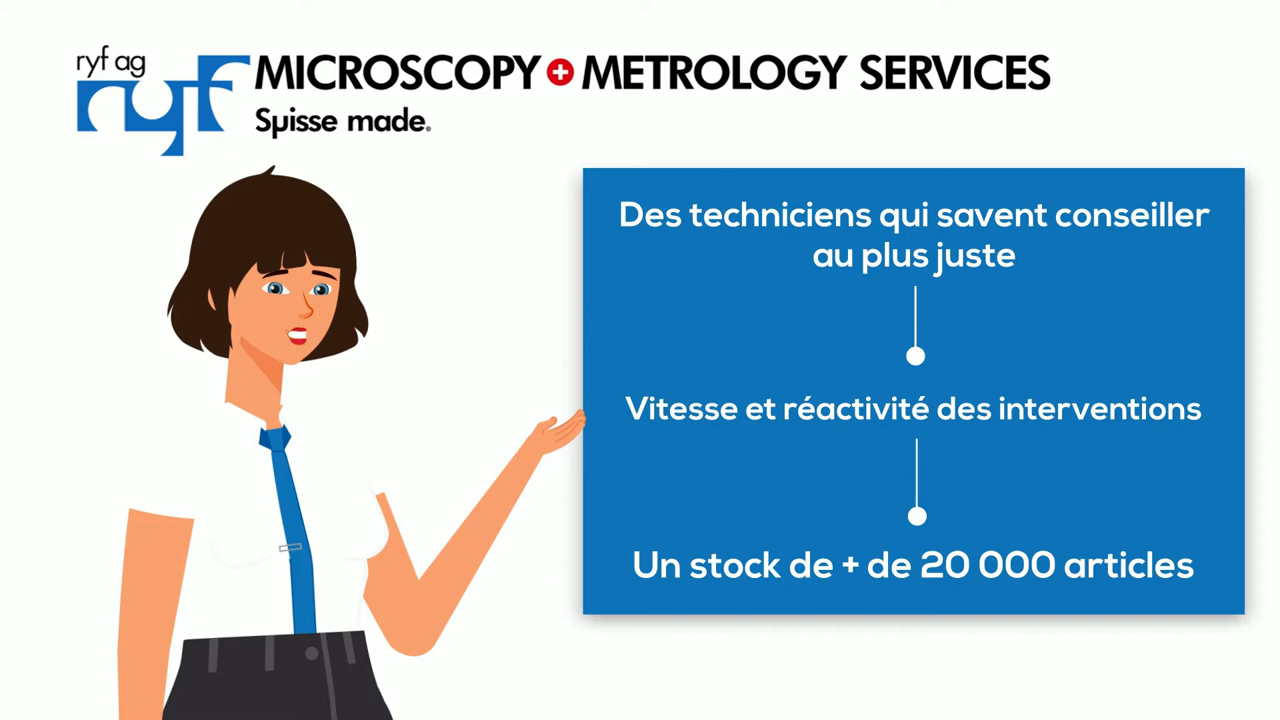 ryf ag
ryf
MICROSCOPY + METROLOGY SERVICES
Sµisse made.®
Des techniciens qui savent conseiller
au plus juste
Vitesse et réactivité des interventions
Un stock de + de 20 000 articles